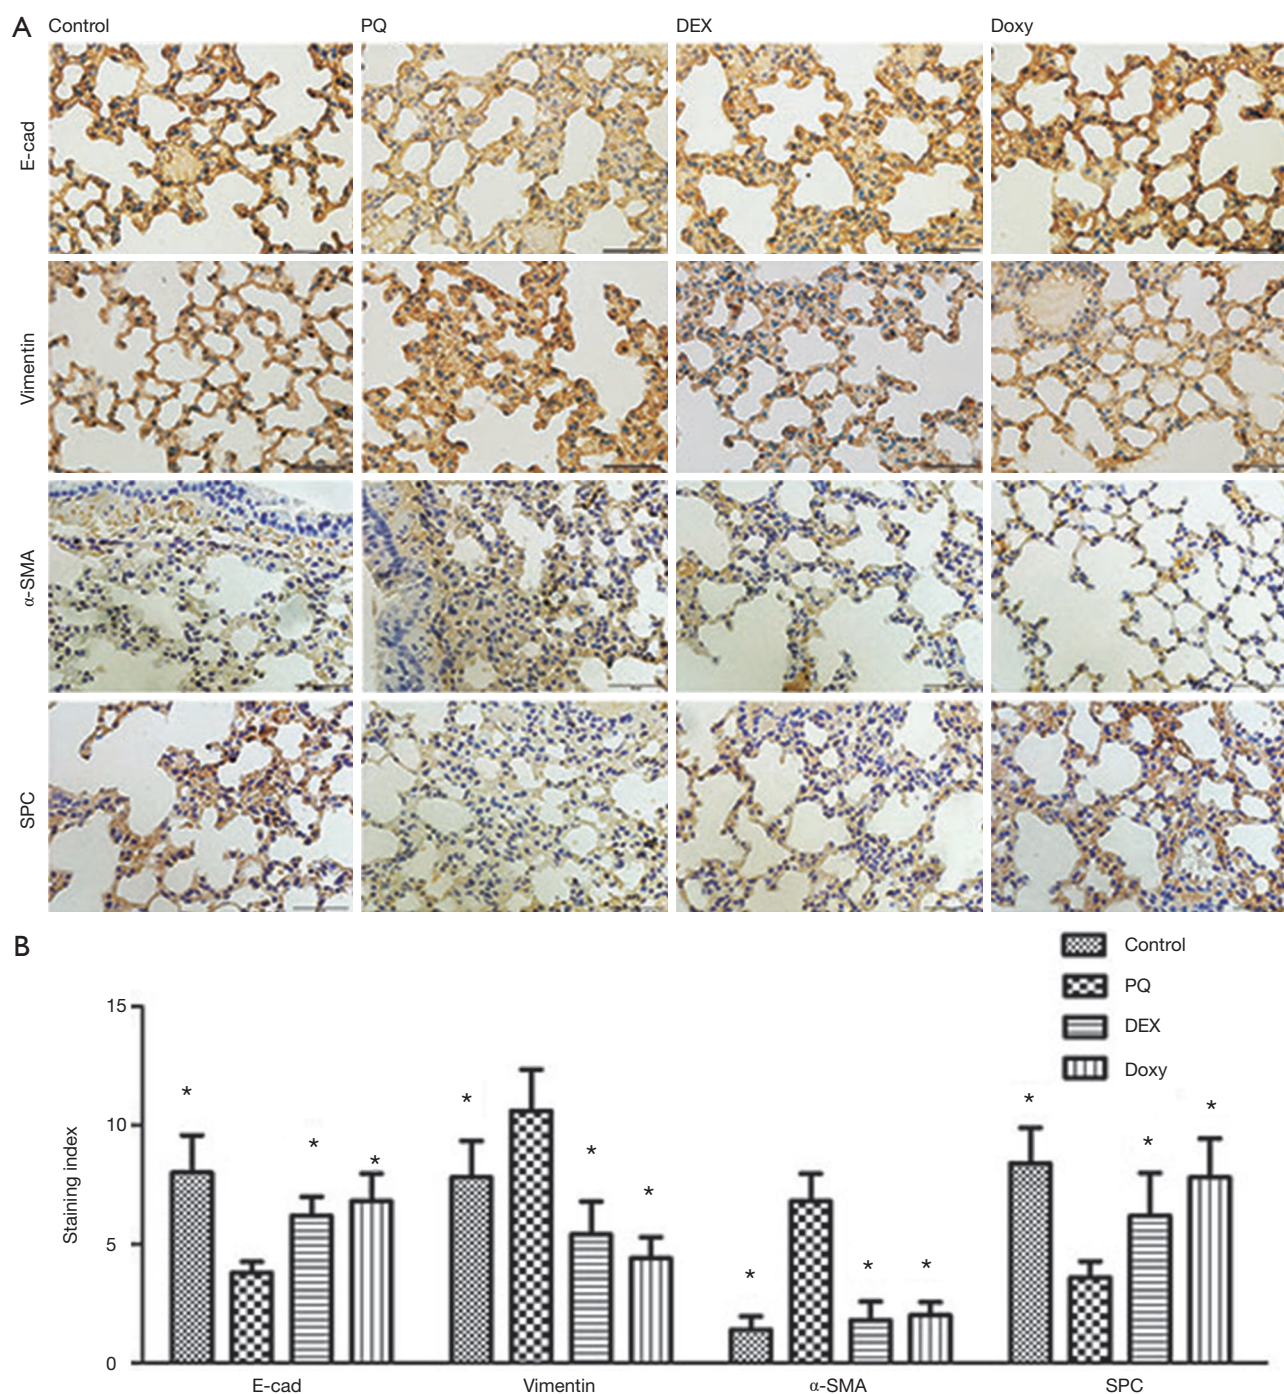 A
Control PQ DEX Doxy
E-cad
Vimentin
α-SMA
SPC
B
Control
PQ
DEX
Doxy
Staining index
15
10
5
0
* * *
* * *
* * *
* * *
E-cad Vimentin α-SMA SPC